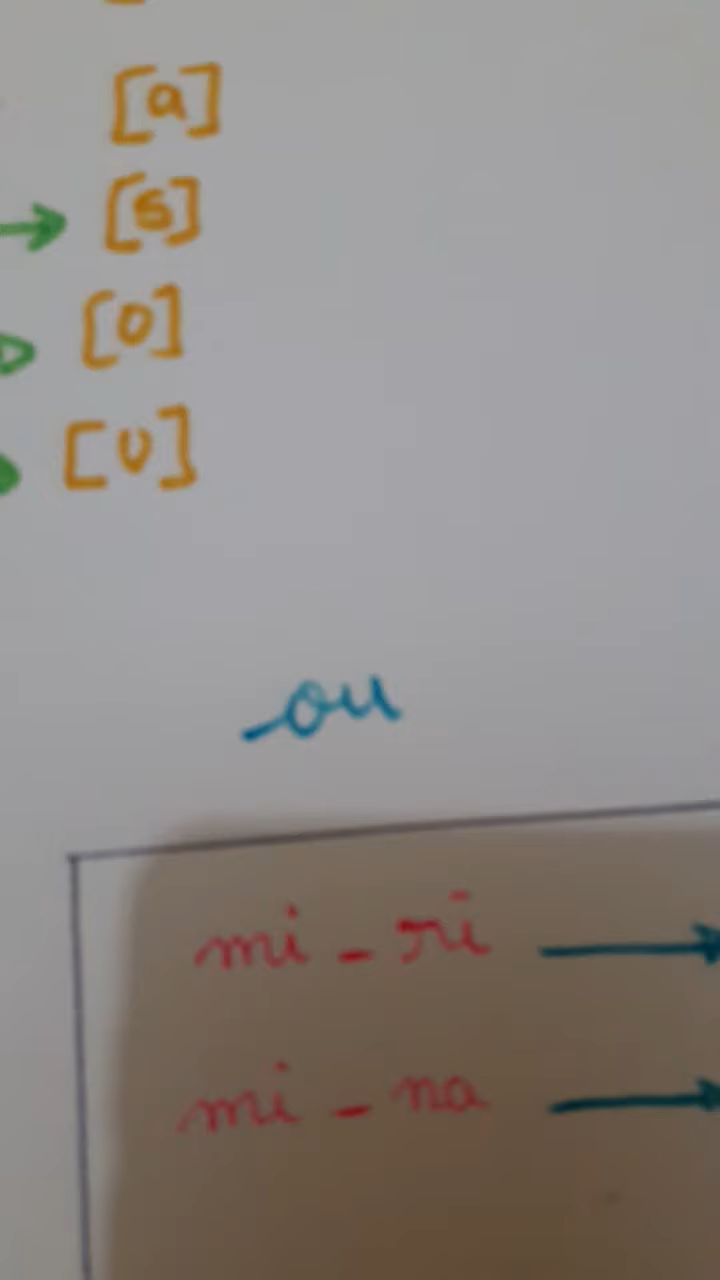 [a]
→ [s]
[o]
[u]
-ou
mi - ri →
mi - na →